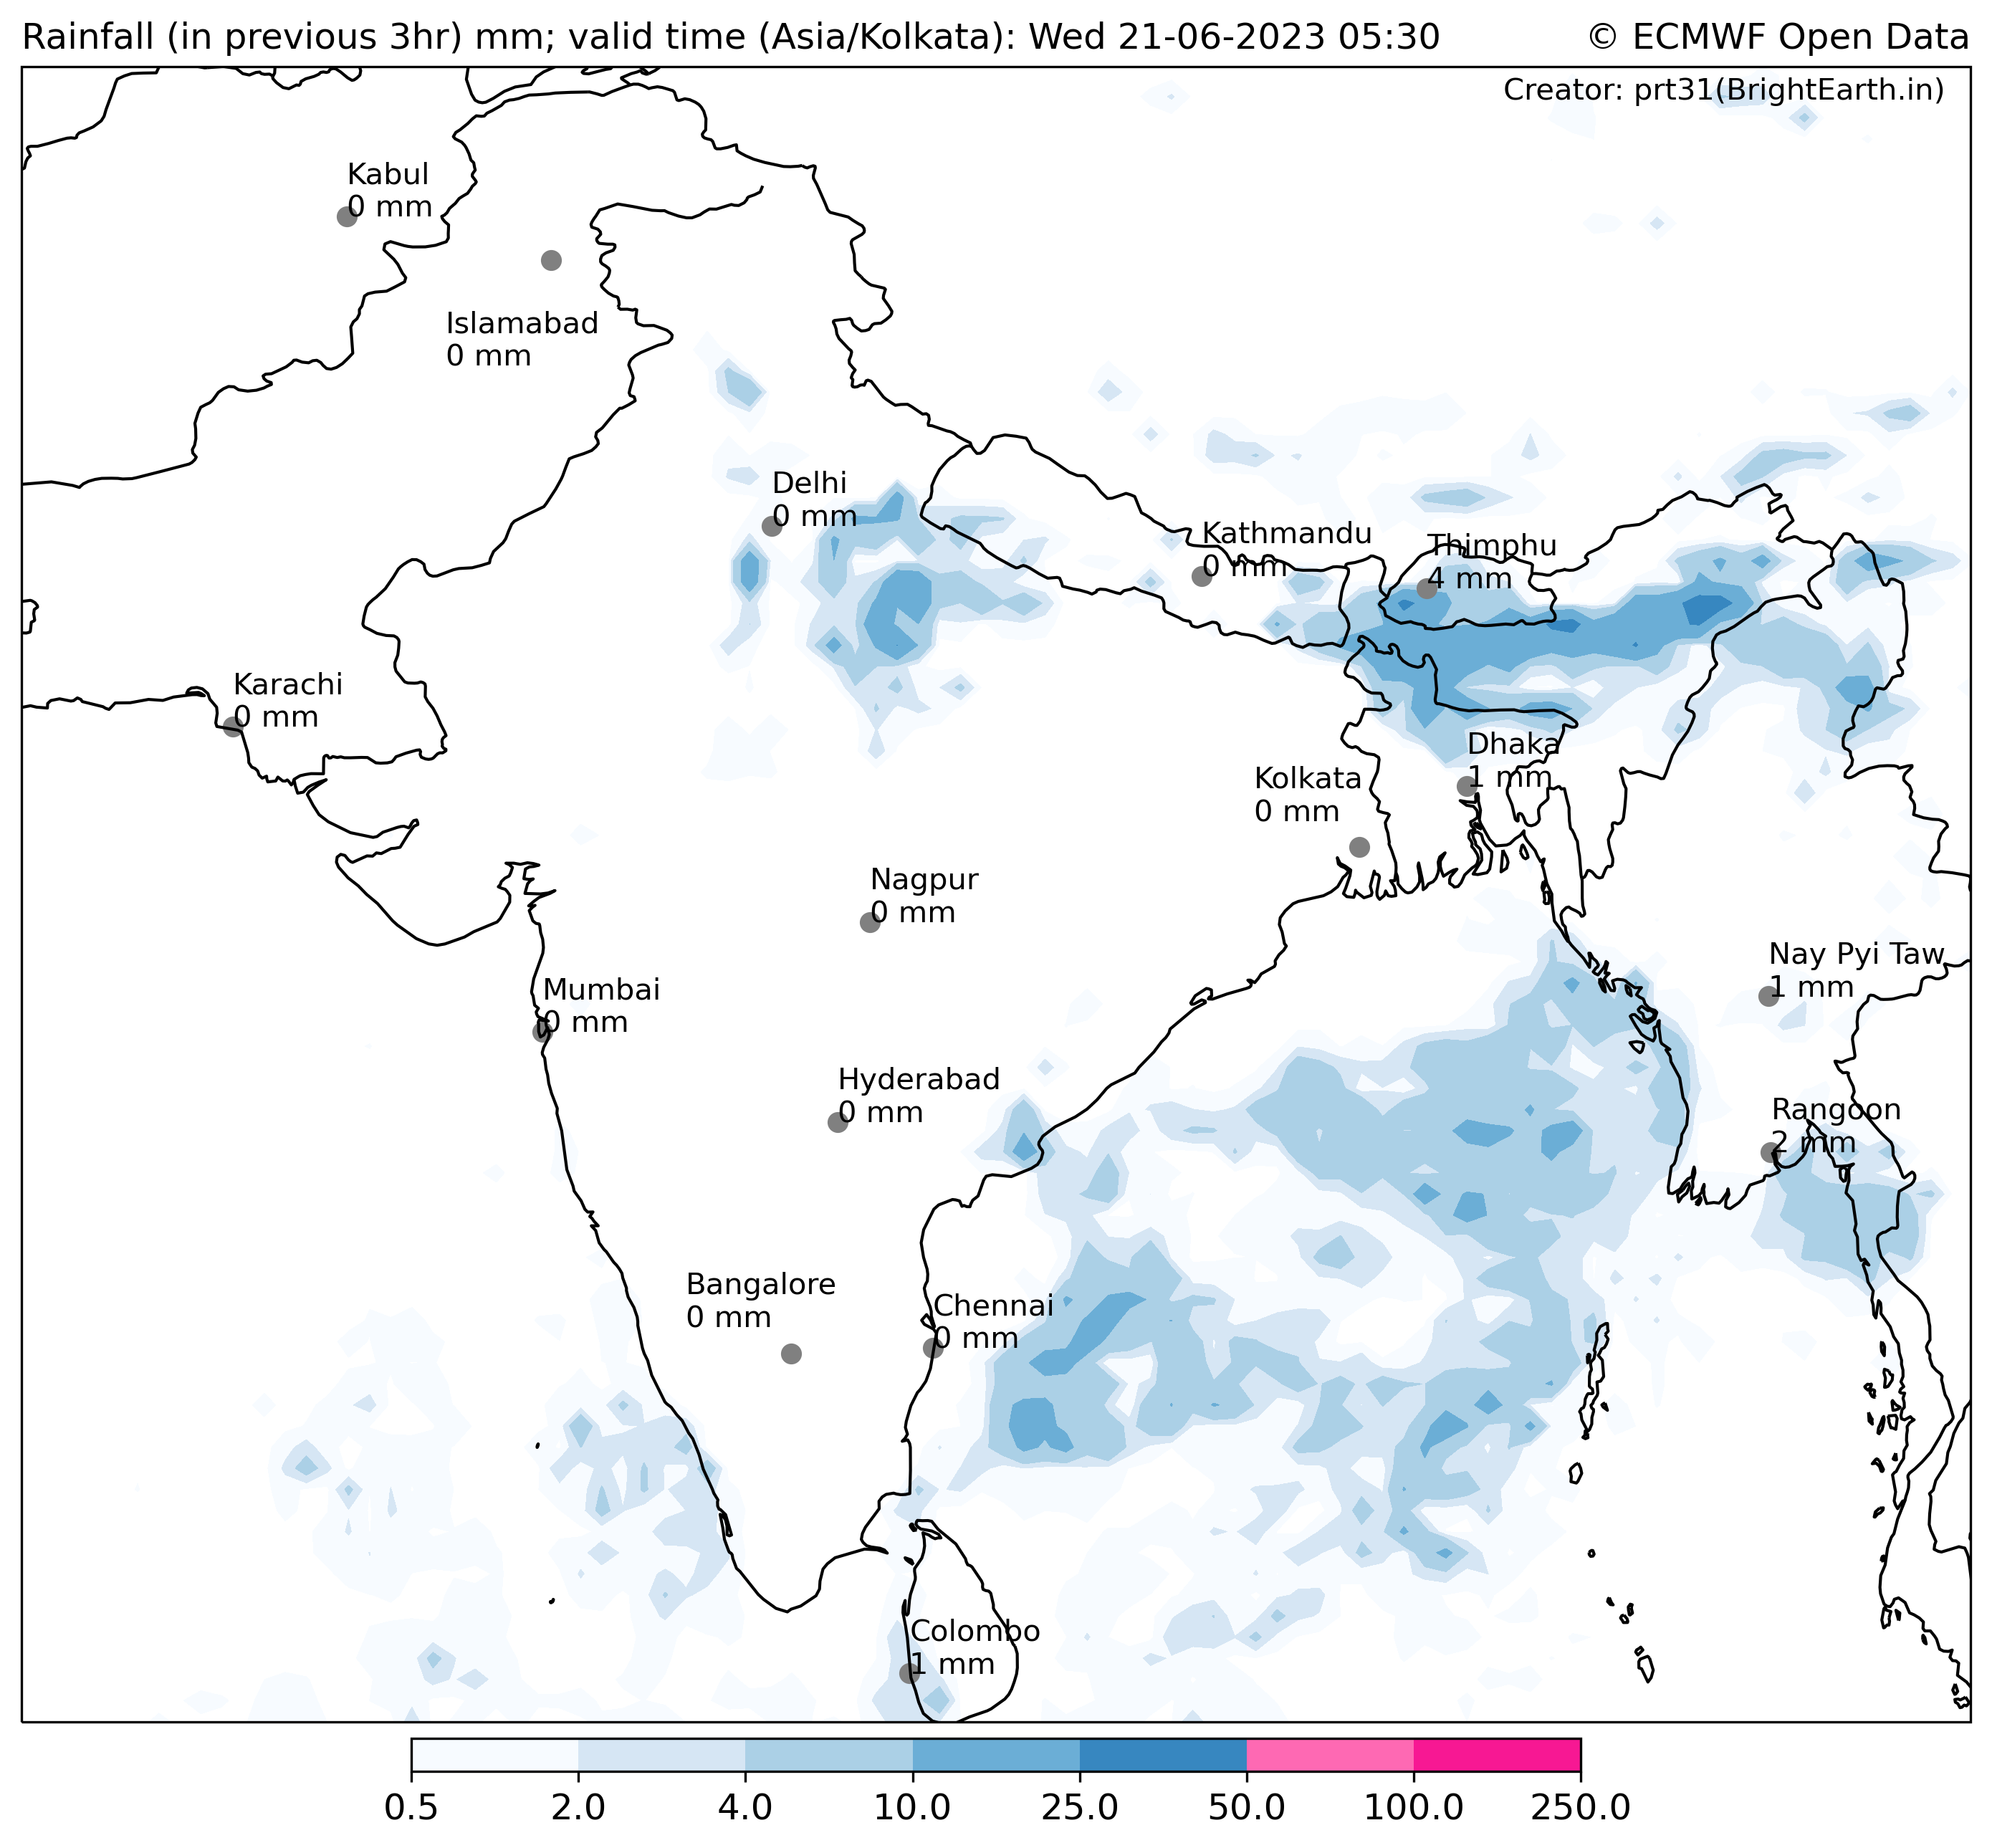 Rainfall (in previous 3hr) mm; valid time (Asia/Kolkata): Wed 21-06-2023 05:30
© ECMWF Open Data
Creator: prt31(BrightEarth.in)
Kabul
0 mm
Islamabad
0 mm
Delhi
0 mm
Kathmandu
0 mm
Thimphu
4 mm
Karachi
0 mm
Dhaka
1 mm
Kolkata
0 mm
Nagpur
0 mm
Nay Pyi Taw
1 mm
Mumbai
0 mm
Hyderabad
0 mm
Rangoon
2 mm
Bangalore
0 mm
Chennai
0 mm
Colombo
1 mm
0.5 2.0 4.0 10.0 25.0 50.0 100.0 250.0